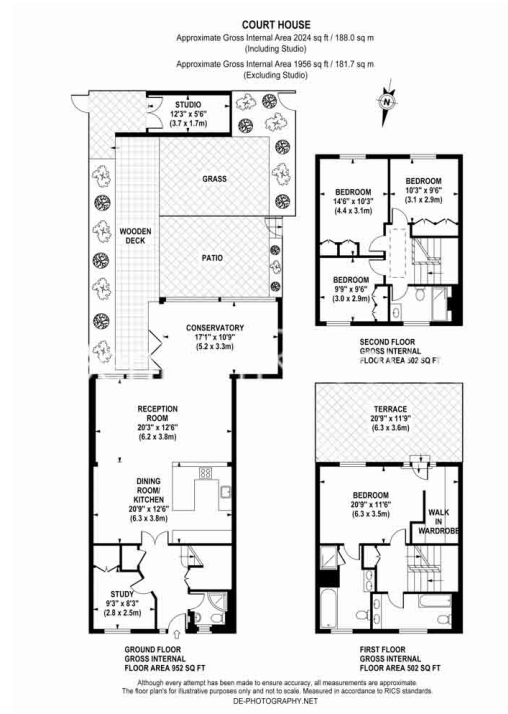 COURT HOUSE
Approximate Gross Internal Area 2024 sq ft / 188.0 sq m
(Including Studio)
Approximate Gross Internal Area 1956 sq ft / 181.7 sq m
(Excluding Studio)
STUDIO
12'3" x 5'6"
(3.7 x 1.7m)
GRASS
WOODEN
DECK
PATIO
CONSERVATORY
17'1" x 10'9"
(5.2 x 3.3m)
RECEPTION
ROOM
20'3" x 12'6"
(6.2 x 3.8m)
DINING
ROOM/
KITCHEN
20'9" x 12'6"
(6.3 x 3.8m)
STUDY
9'3" x 8'3"
(2.8 x 2.5m)
GROUND FLOOR
GROSS INTERNAL
FLOOR AREA 952 SQ FT
N
BEDROOM
14'6" x 10'3"
(4.4 x 3.1m)
BEDROOM
10'3" x 9'6"
(3.1 x 2.9m)
BEDROOM
9'9" x 9'6"
(3.0 x 2.9m)
SECOND FLOOR
GROSS INTERNAL
FLOOR AREA 502 SQ FT
TERRACE
20'9" x 11'9"
(6.3 x 3.6m)
BEDROOM
20'9" x 11'6"
(6.3 x 3.5m)
WALK
IN
WARDROBE
FIRST FLOOR
GROSS INTERNAL
FLOOR AREA 502 SQ FT
Although every attempt has been made to ensure accuracy, all measurements are approximate.
The floor plan's for illustrative purposes only and not to scale. Measured in accordance to RICS standards.
DE-PHOTOGRAPHY.NET